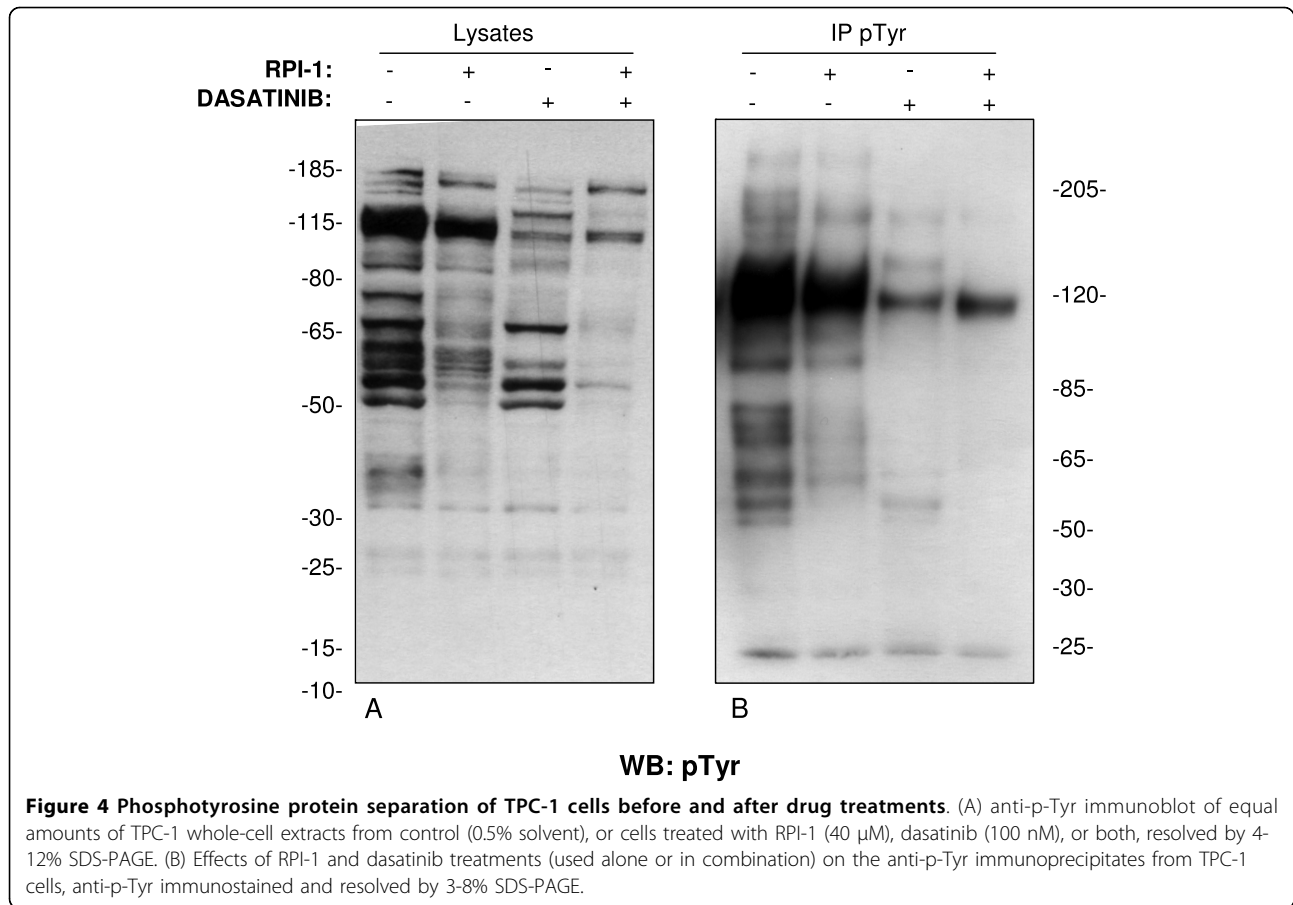 Lysates IP pTyr
RPI-1: - + - + - + - +
DASATINIB: - - + + - - + +
-185-
-115-
-80-
-65-
-50-
-30-
-25-
-15-
-10-
-205-
-120-
-85-
-65-
-50-
-30-
-25-
A B
WB: pTyr
Figure 4 Phosphotyrosine protein separation of TPC-1 cells before and after drug treatments. (A) anti-p-Tyr immunoblot of equal
amounts of TPC-1 whole-cell extracts from control (0.5% solvent), or cells treated with RPI-1 (40 μM), dasatinib (100 nM), or both, resolved by 4-
12% SDS-PAGE. (B) Effects of RPI-1 and dasatinib treatments (used alone or in combination) on the anti-p-Tyr immunoprecipitates from TPC-1
cells, anti-p-Tyr immunostained and resolved by 3-8% SDS-PAGE.